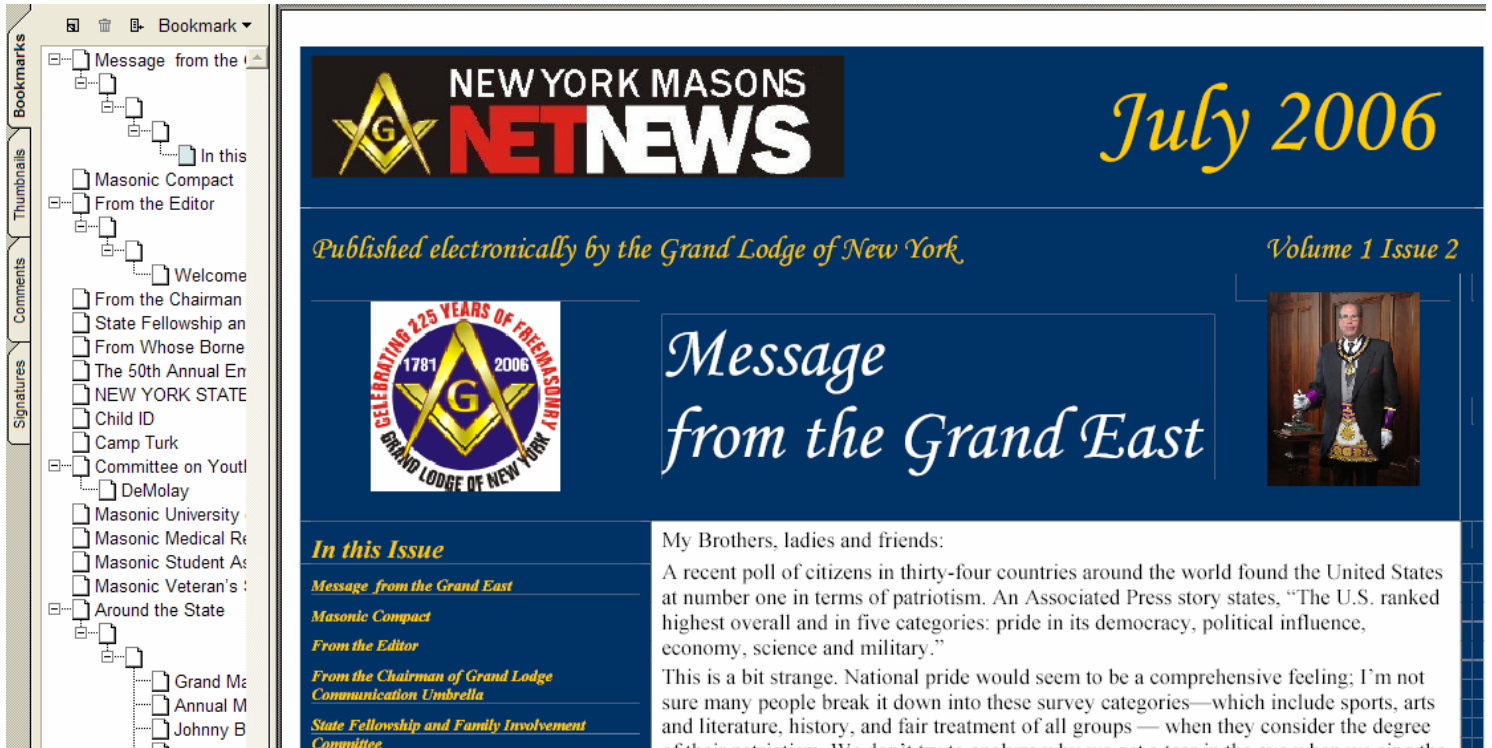 Bookmarks
Thumbnails
Comments
Signatures
Bookmark
Message from the
In this
Masonic Compact
From the Editor
Welcome
From the Chairman
State Fellowship an
From Whose Borne
The 50th Annual Em
NEW YORK STATE
Child ID
Camp Turk
Committee on Yout
DeMolay
Masonic University
Masonic Medical Re
Masonic Student As
Masonic Veteran's
Around the State
Grand Ma
Annual M
Johnny B
NEW YORK MASONS
NETNEWS
G
July 2006
Published electronically by the Grand Lodge of New York
Volume 1 Issue 2
CELEBRATING 225 YEARS OF FREEMASONRY
1781 2006
G
GRAND LODGE OF NEW YORK
Message
from the Grand East
In this Issue
Message from the Grand East
Masonic Compact
From the Editor
From the Chairman of Grand Lodge
Communication Umbrella
State Fellowship and Family Involvement
Committee
My Brothers, ladies and friends:
A recent poll of citizens in thirty-four countries around the world found the United States
at number one in terms of patriotism. An Associated Press story states, “The U.S. ranked
highest overall and in five categories: pride in its democracy, political influence,
economy, science and military.”
This is a bit strange. National pride would seem to be a comprehensive feeling; I’m not
sure many people break it down into these survey categories—which include sports, arts
and literature, history, and fair treatment of all groups — when they consider the degree